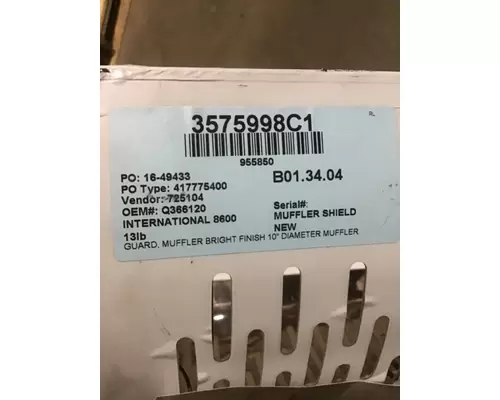 3575998C1
955850
PO: 16-49433
PO Type: 417775400
Vendor: 725104
OEM#: Q366120
INTERNATIONAL 8600
13lb
B01.34.04
Serial#:
MUFFLER SHIELD
NEW
GUARD, MUFFLER BRIGHT FINISH 10" DIAMETER MUFFLER